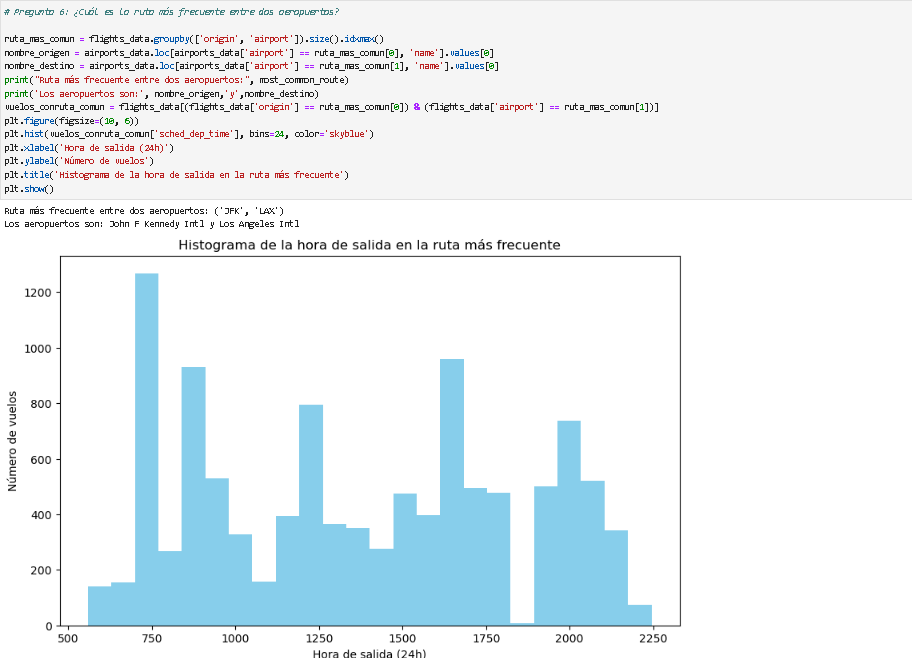 # Pregunta 6: ¿Cuál es la ruta más frecuente entre dos aeropuertos?
ruta_mas_comun = flights_data.groupby(['origin', 'airport']).size().idxmax()
nombre_origen = airports_data.loc[airports_data['airport'] == ruta_mas_comun[0], 'name'].values[0]
nombre_destino = airports_data.loc[airports_data['airport'] == ruta_mas_comun[1], 'name'].values[0]
print("Ruta más frecuente entre dos aeropuertos:", most_common_route)
print('Los aeropuertos son:', nombre_origen,'y',nombre_destino)
vuelos_conruta_comun = flights_data[(flights_data['origin'] == ruta_mas_comun[0]) & (flights_data['airport'] == ruta_mas_comun[1])]
plt.figure(figsize=(10, 6))
plt.hist(vuelos_conruta_comun['sched_dep_time'], bins=24, color='skyblue')
plt.xlabel('Hora de salida (24h)')
plt.ylabel('Número de vuelos')
plt.title('Histograma de la hora de salida en la ruta más frecuente')
plt.show()
Ruta más frecuente entre dos aeropuertos: ('JFK', 'LAX')
Los aeropuertos son: John F Kennedy Intl y Los Angeles Intl
Histograma de la hora de salida en la ruta más frecuente
1200
1000
800
600
400
200
0
Número de vuelos
500 750 1000 1250 1500 1750 2000 2250
Hora de salida (24h)